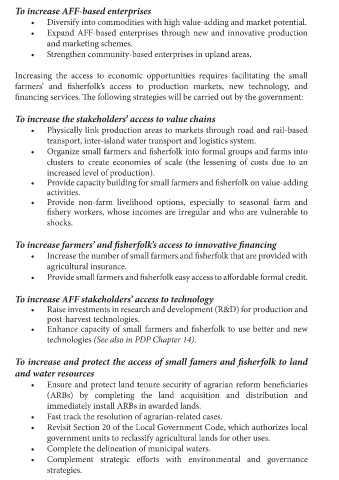 To increase AFF-based enterprises
• Diversify into commodities with high value-adding and market potential.
• Expand AFF-based enterprises through new and innovative production
and marketing schemes.
• Strengthen community-based enterprises in upland areas.
Increasing the access to economic opportunities requires facilitating the small
farmers' and fisherfolk's access to production markets, new technology, and
financing services. The following strategies will be carried out by the government:
To increase the stakeholders' access to value chains
• Physically link production areas to markets through road and rail-based
transport, inter-island water transport and logistics system.
• Organize small farmers and fisherfolk into formal groups and farms into
clusters to create economies of scale (the lessening of costs due to an
increased level of production).
• Provide capacity building for small farmers and fisherfolk on value-adding
activities.
• Provide non-farm livelihood options, especially to seasonal farm and
fishery workers, whose incomes are irregular and who are vulnerable to
shocks.
To increase farmers' and fisherfolk's access to innovative financing
• Increase the number of small farmers and fisherfolk that are provided with
agricultural insurance.
• Provide small farmers and fisherfolk easy access to affordable formal credit.
To increase AFF stakeholders' access to technology
• Raise investments in research and development (R&D) for production and
post-harvest technologies.
• Enhance capacity of small farmers and fisherfolk to use better and new
technologies (See also in PDP Chapter 14).
To increase and protect the access of small famers and fisherfolk to land
and water resources
• Ensure and protect land tenure security of agrarian reform beneficiaries
(ARBs) by completing the land acquisition and distribution and
immediately install ARBs in awarded lands.
• Fast track the resolution of agrarian-related cases.
• Revisit Section 20 of the Local Government Code, which authorizes local
government units to reclassify agricultural lands for other uses.
• Complete the delineation of municipal waters.
• Complement strategic efforts with environmental and governance
strategies.